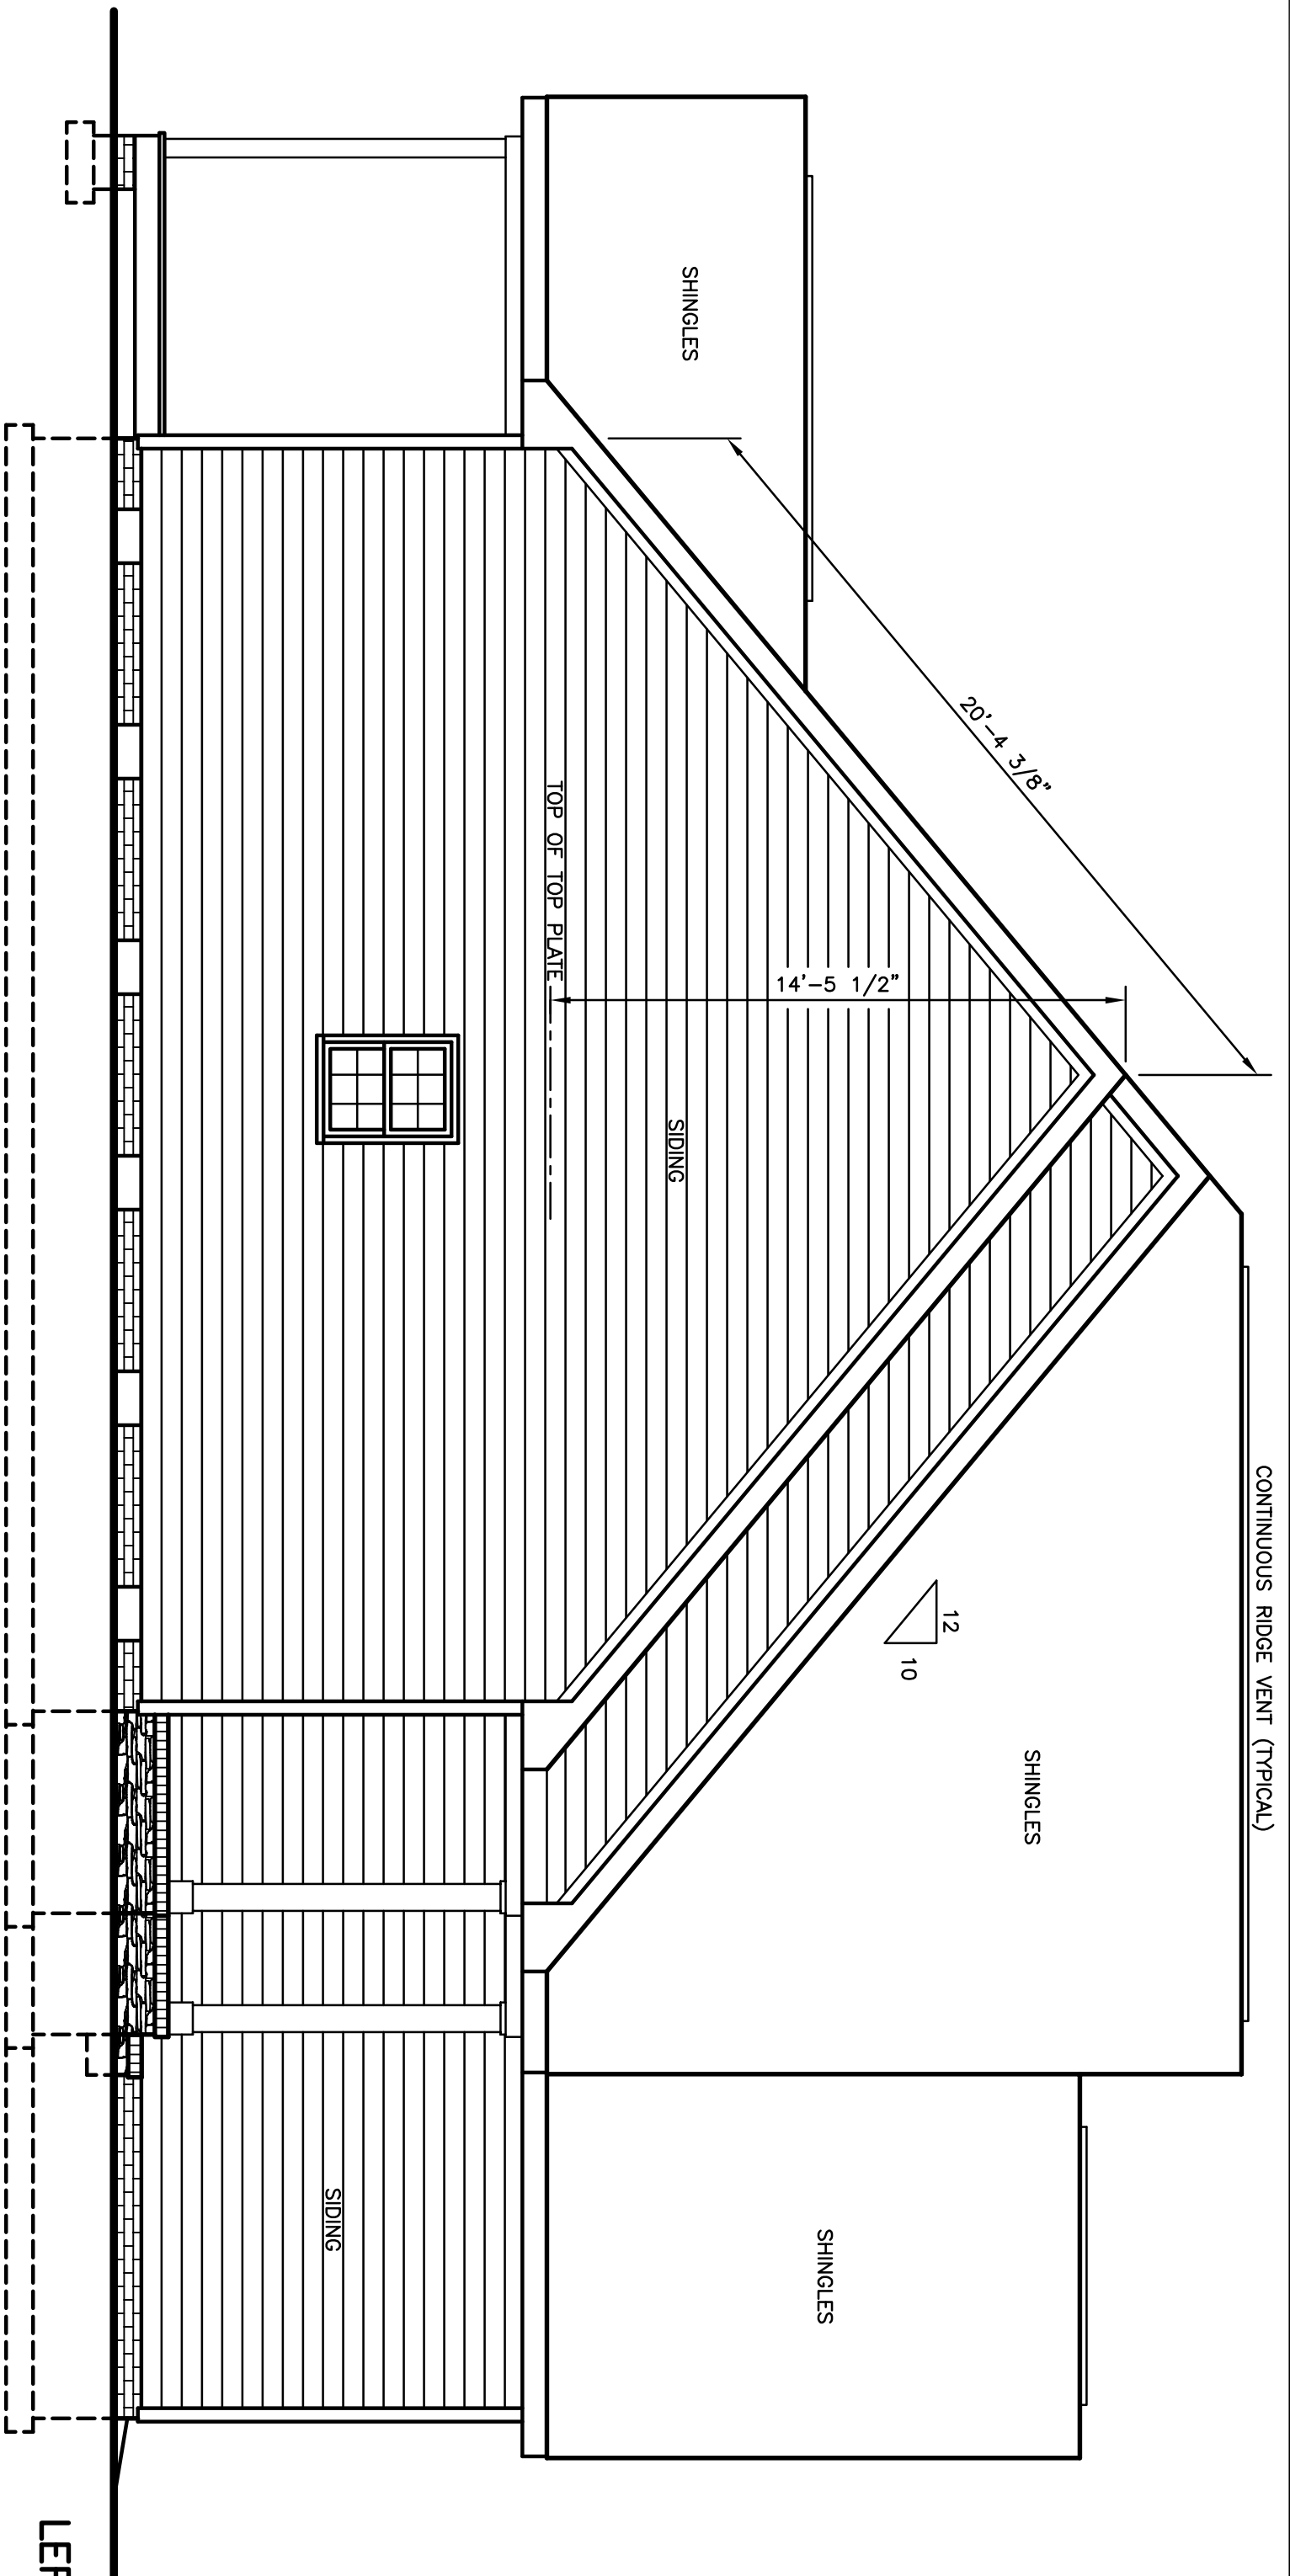 CONTINUOUS RIDGE VENT (TYPICAL)
20'-4 3/8"
SHINGLES
12
10
14'-5 1/2"
SHINGLES
SHINGLES
SIDING
TOP OF TOP PLATE
SIDING